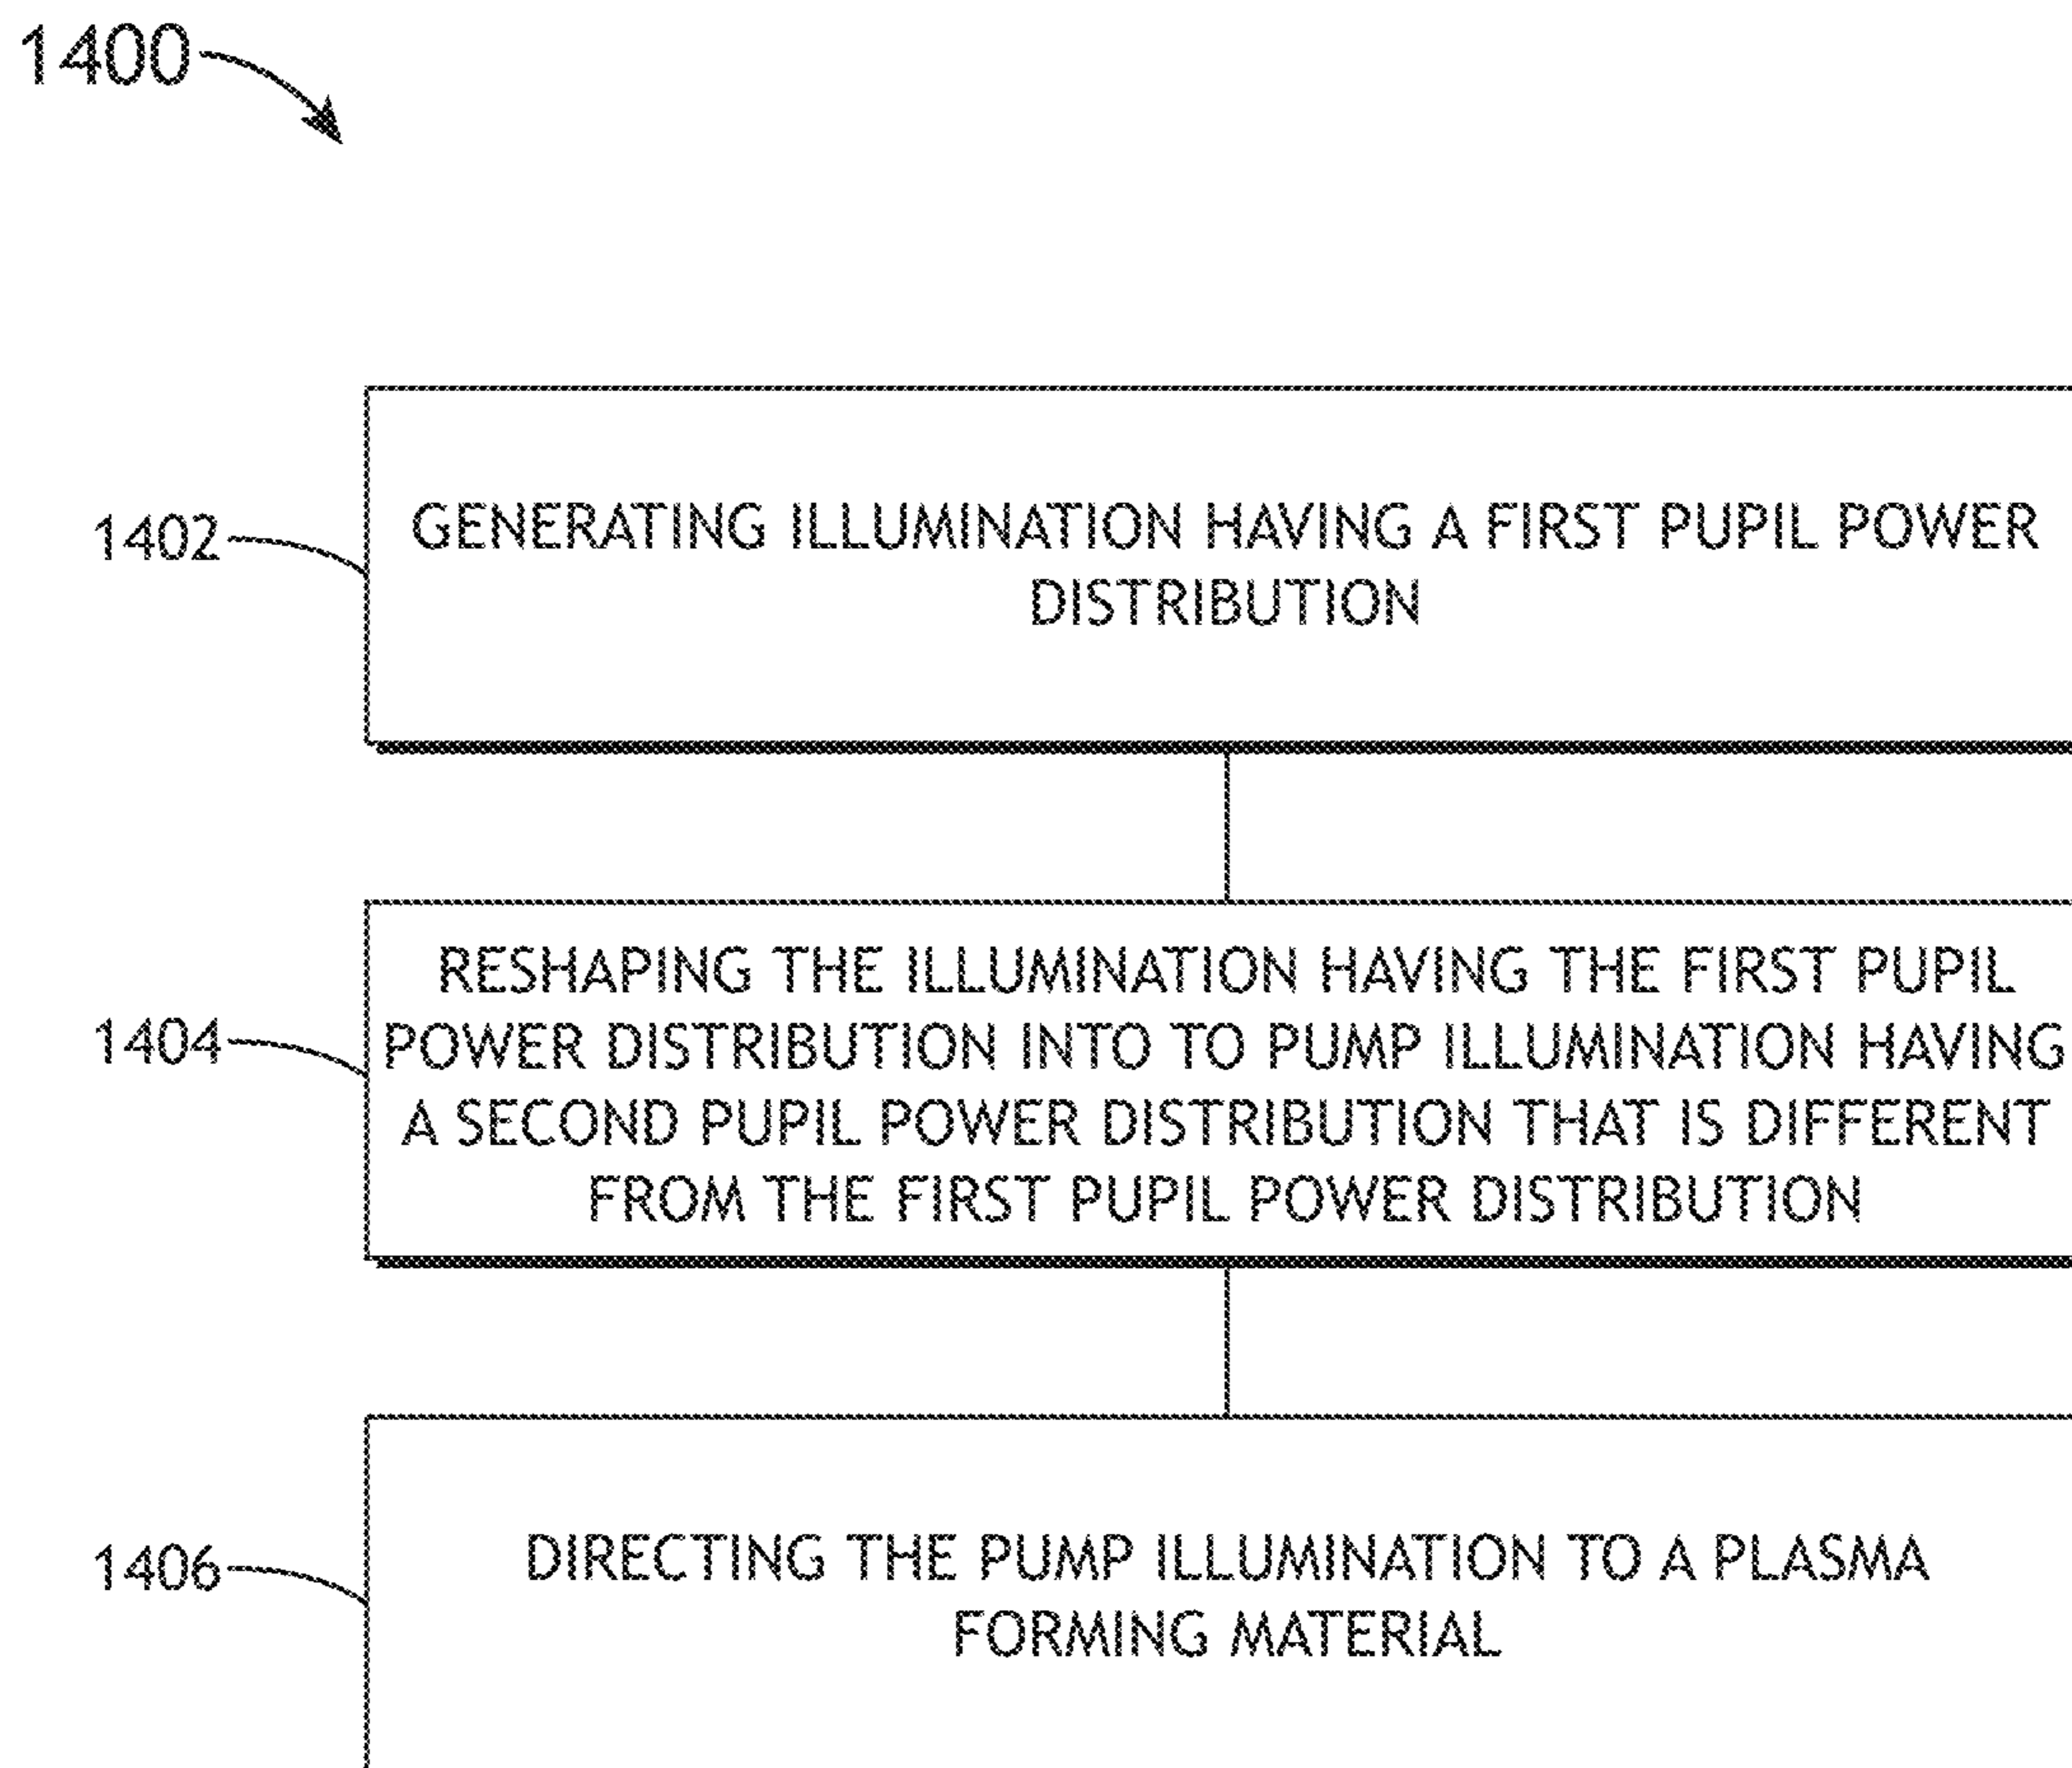 1400
1402
GENERATING ILLUMINATION HAVING A FIRST PUPIL POWER
DISTRIBUTION
1404
RESHAPING THE ILLUMINATION HAVING THE FIRST PUPIL
POWER DISTRIBUTION INTO TO PUMP ILLUMINATION HAVING
A SECOND PUPIL POWER DISTRIBUTION THAT IS DIFFERENT
FROM THE FIRST PUPIL POWER DISTRIBUTION
1406
DIRECTING THE PUMP ILLUMINATION TO A PLASMA
FORMING MATERIAL